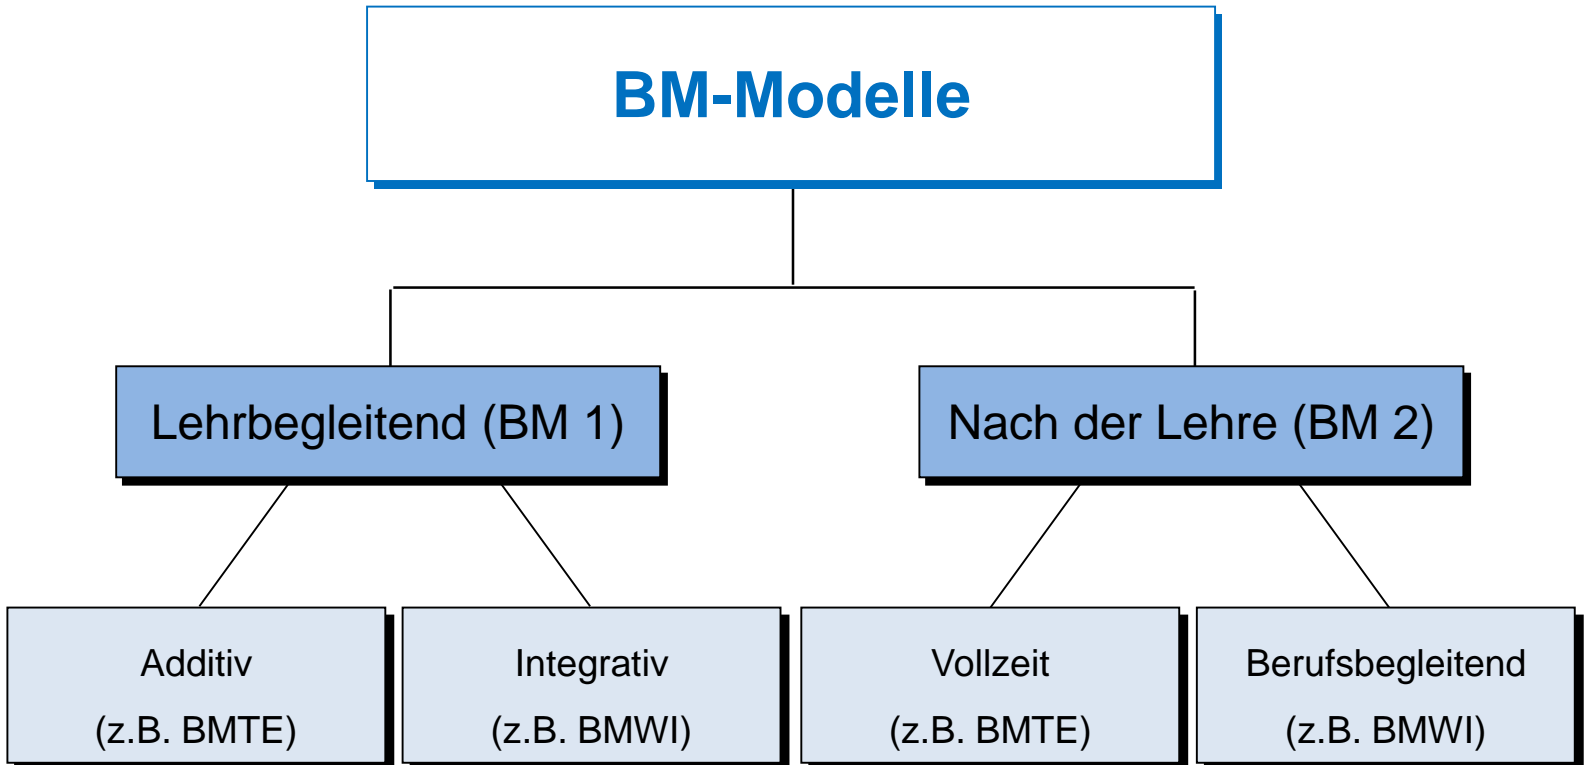 BM-Modelle
Lehrbegleitend (BM 1)
Nach der Lehre (BM 2)
Additiv
(z.B. BMTE)
Integrativ
(z.B. BMWI)
Vollzeit
(z.B. BMTE)
Berufsbegleitend
(z.B. BMWI)